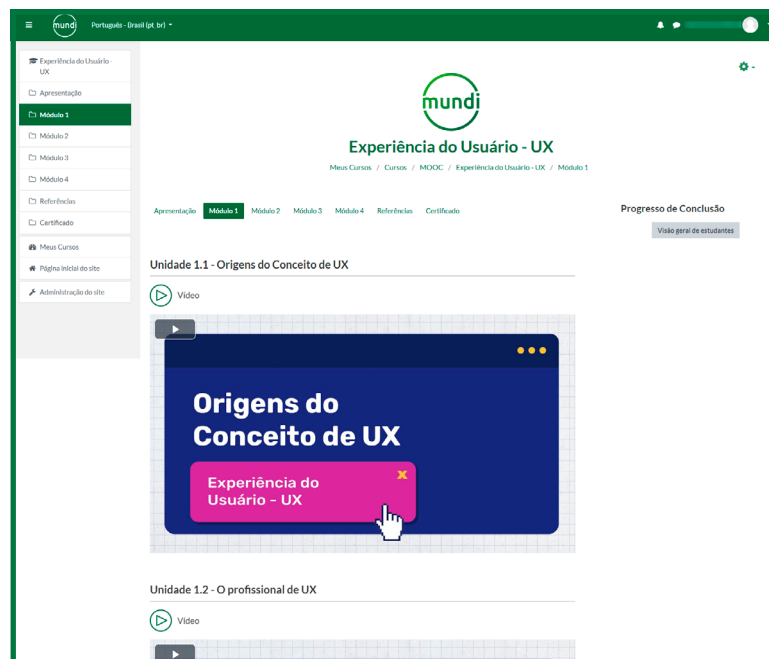 mundi
Português - Brasil (pt_br)
Experiência do Usuário -
UX
Apresentação
Módulo 1
Módulo 2
Módulo 3
Módulo 4
Referências
Certificado
Meus Cursos
Página inicial do site
Administração do site
mundi
Experiência do Usuário - UX
Meus Cursos / Cursos / MOOC / Experiência do Usuário - UX / Módulo 1
Apresentação Módulo 1 Módulo 2 Módulo 3 Módulo 4 Referências Certificado
Progresso de Conclusão
Visão geral de estudantes
Unidade 1.1 - Origens do Conceito de UX
Vídeo
Origens do
Conceito de UX
Experiência do
Usuário - UX
x
Unidade 1.2 - O profissional de UX
Vídeo